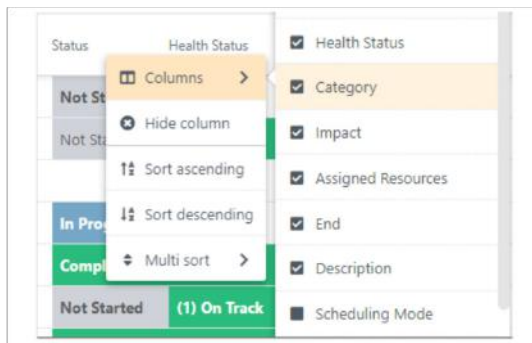 Status Health Status
Not St
Not Sta
In Prog
Compl
Not Started (1) On Track
Columns
Hide column
Sort ascending
Sort descending
Multi sort
Health Status
Category
Impact
Assigned Resources
End
Description
Scheduling Mode